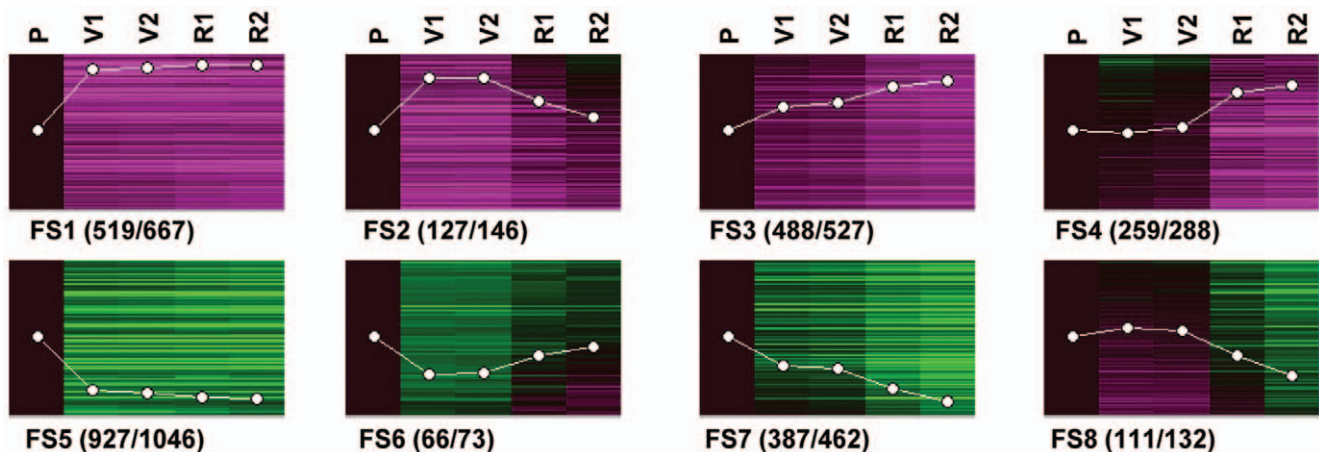 P V1 V2 R1 R2 P V1 V2 R1 R2 P V1 V2 R1 R2 P V1 V2 R1 R2
FS1 (519/667) FS2 (127/146) FS3 (488/527) FS4 (259/288)
FS5 (927/1046) FS6 (66/73) FS7 (387/462) FS8 (111/132)